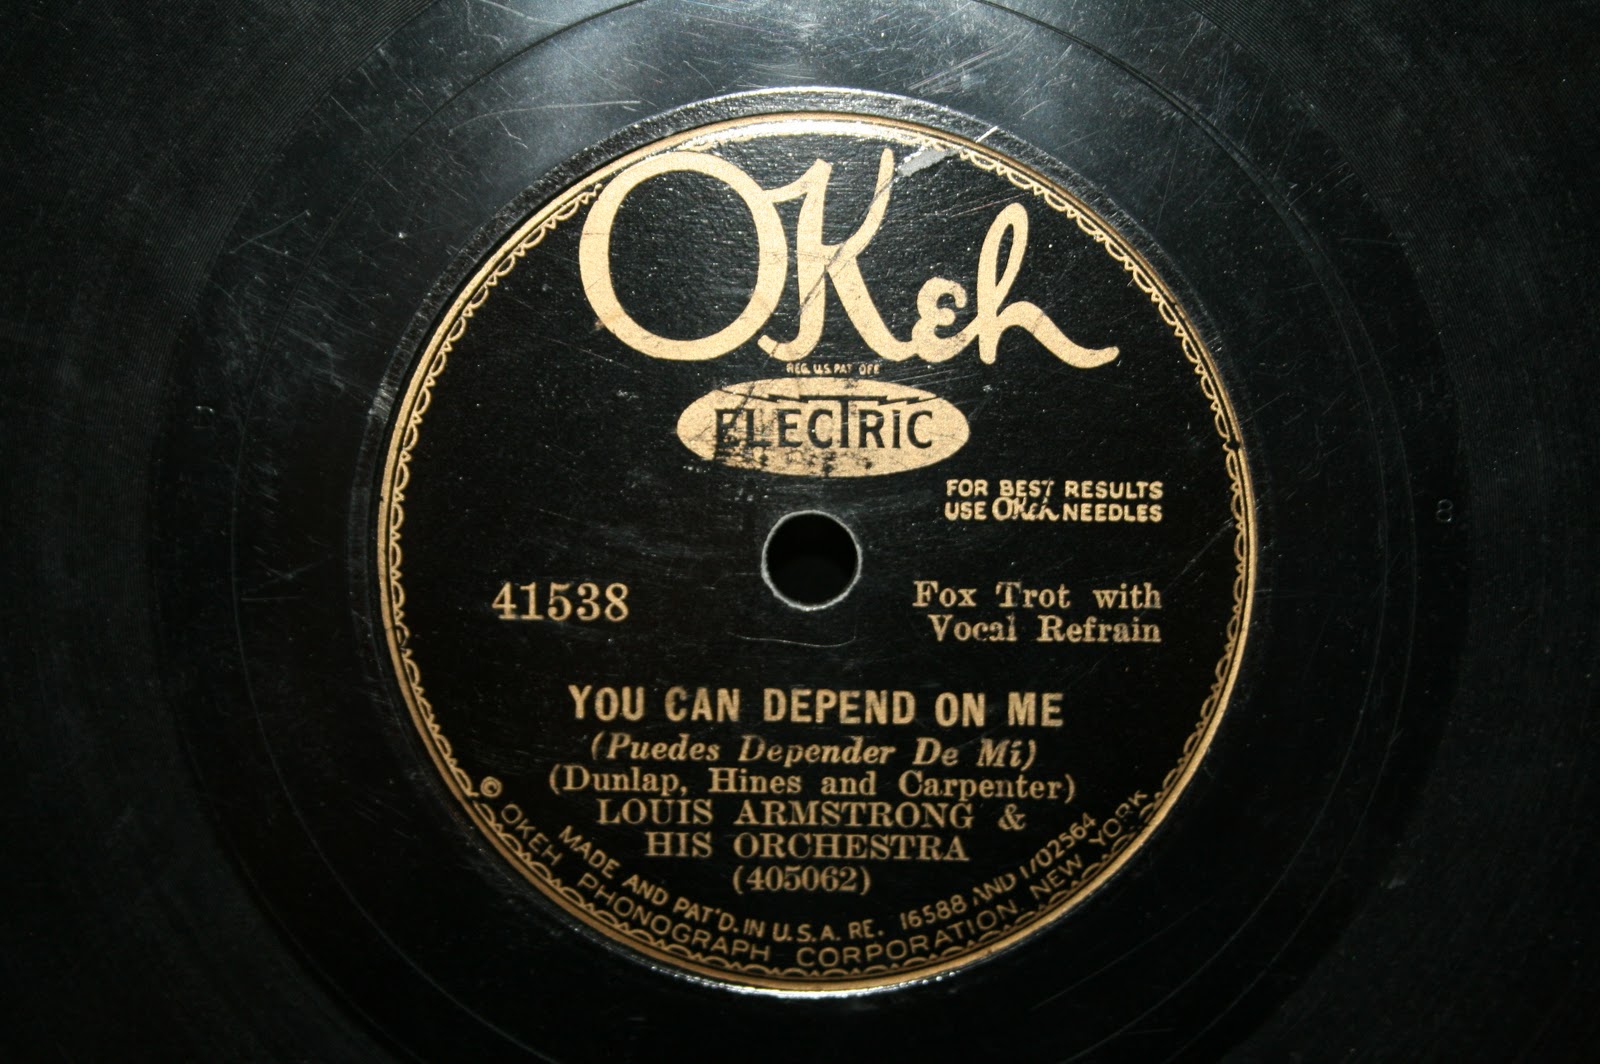 OKeh
REG. U.S. PAT. OFF.
ELECTRIC
FOR BEST RESULTS
USE OKeh NEEDLES
41538
Fox Trot with
Vocal Refrain
YOU CAN DEPEND ON ME
(Puedes Depender De Mi)
(Dunlap, Hines and Carpenter)
LOUIS ARMSTRONG &
HIS ORCHESTRA
(405062)
MADE AND PAT'D. IN U.S.A. RE. 16588 AND 1/02564
© OKEH PHONOGRAPH CORPORATION NEW YORK
8